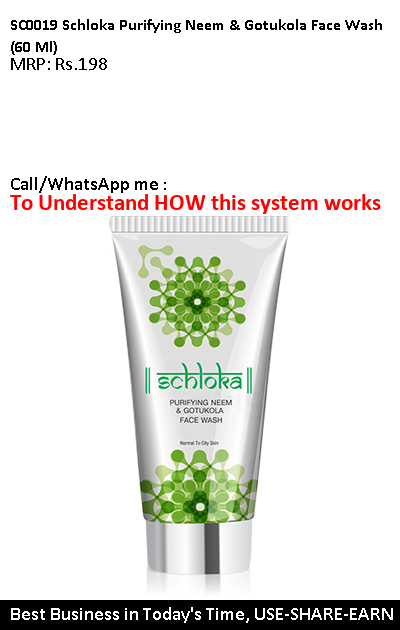 SC0019 Schloka Purifying Neem & Gotukola Face Wash
(60 Ml)
MRP: Rs.198
Call/WhatsApp me :
To Understand HOW this system works
schloka
PURIFYING NEEM
& GOTUKOLA
FACE WASH
Normal To Oily Skin
Best Business in Today's Time, USE-SHARE-EARN